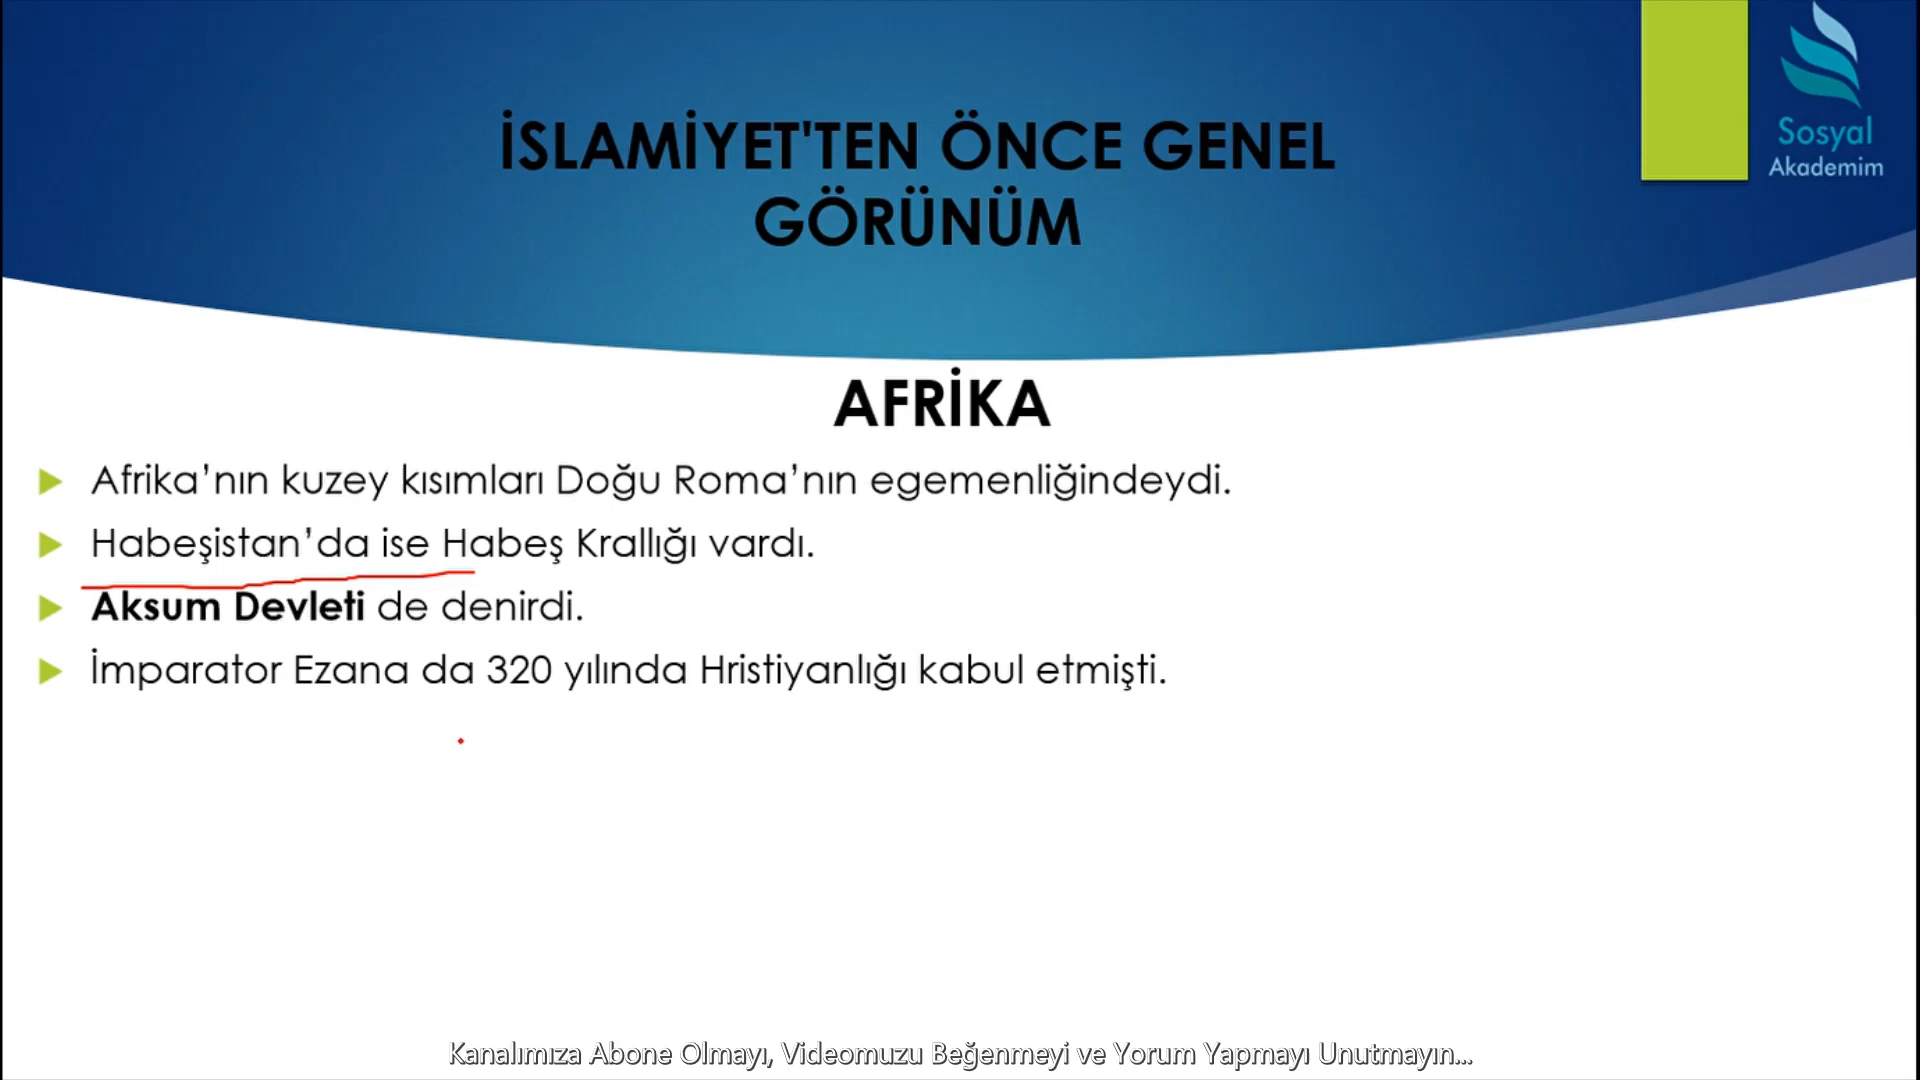 Sosyal
Akademim
İSLAMİYET'TEN ÖNCE GENEL
GÖRÜNÜM
AFRİKA
Afrika’nın kuzey kısımları Doğu Roma’nın egemenliğindeydi.
Habeşistan’da ise Habeş Krallığı vardı.
Aksum Devleti de denirdi.
İmparator Ezana da 320 yılında Hristiyanlığı kabul etmişti.
Kanalımıza Abone Olmayı, Videomuzu Beğenmeyi ve Yorum Yapmayı Unutmayın...